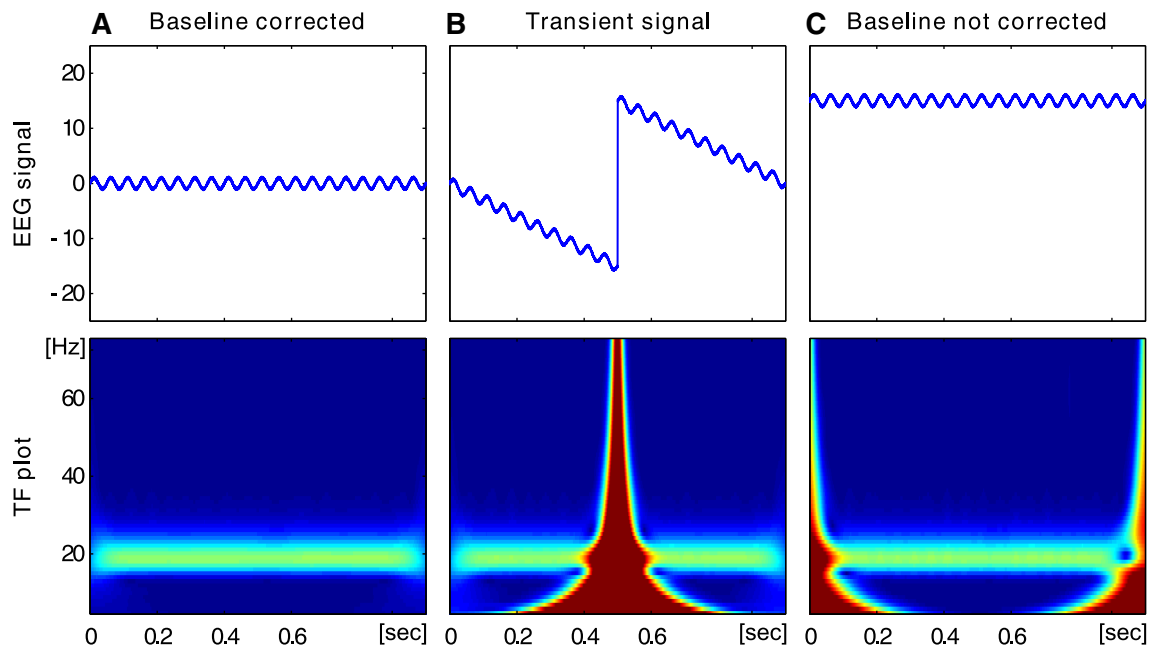 A Baseline corrected
B Transient signal
C Baseline not corrected
EEG signal
20
10
0
-10
-20
TF plot
[Hz]
60
40
20
0 0.2 0.4 0.6 [sec]
0 0.2 0.4 0.6 [sec]
0 0.2 0.4 0.6 [sec]